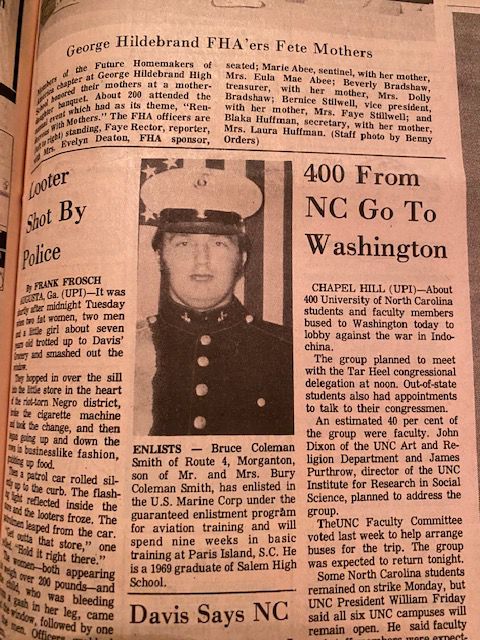 George Hildebrand FHA'ers Fete Mothers
Members of the Future Homemakers of
chapter at George Hildebrand High
honored their mothers at a mother-
banquet. About 200 attended the
event which had as its theme, "Reu-
With Mothers." The FHA officers are
to right) standing, Faye Rector, reporter,
Mrs. Evelyn Deaton, FHA sponsor,
seated; Marie Abee, sentinel, with her mother,
Mrs. Eula Mae Abee; Beverly Bradshaw,
treasurer, with her mother, Mrs. Dolly
Bradshaw; Bernice Stilwell, vice president,
with her mother, Mrs. Faye Stillwell; and
Blaka Huffman, secretary, with her mother,
Mrs. Laura Huffman. (Staff photo by Benny
Orders)
Looter
Shot By
Police
By FRANK FROSCH
AUGUSTA, Ga. (UPI)—It was
shortly after midnight Tuesday
when two fat women, two men
and a little girl about seven
years old trotted up to Davis'
Grocery and smashed out the
window.
They hopped in over the sill
into the little store in the heart
of the riot-torn Negro district,
broke the cigarette machine
and took the change, and then
began going up and down the
in businesslike fashion,
picking up food.
Then a patrol car rolled sil-
up to the curb. The flash-
light reflected inside the
and the looters froze. The
leaped from the car.
"Get outta that store," one
"Hold it right there."
women—both appearing
weigh over 200 pounds—and
child, who was bleeding
a gash in her leg, came
window, followed by one
men. Officers
ENLISTS — Bruce Coleman
Smith of Route 4, Morganton,
son of Mr. and Mrs. Bury
Coleman Smith, has enlisted in
the U.S. Marine Corp under the
guaranteed enlistment program
for aviation training and will
spend nine weeks in basic
training at Paris Island, S.C. He
is a 1969 graduate of Salem High
School.
Davis Says NC
400 From
NC Go To
Washington
CHAPEL HILL (UPI)—About
400 University of North Carolina
students and faculty members
bused to Washington today to
lobby against the war in Indo-
china.
The group planned to meet
with the Tar Heel congressional
delegation at noon. Out-of-state
students also had appointments
to talk to their congressmen.
An estimated 40 per cent of
the group were faculty. John
Dixon of the UNC Art and Re-
ligion Department and James
Purthrow, director of the UNC
Institute for Research in Social
Science, planned to address the
group.
TheUNC Faculty Committee
voted last week to help arrange
buses for the trip. The group
was expected to return tonight.
Some North Carolina students
remained on strike Monday, but
UNC President William Friday
said all six UNC campuses will
remain open. He said faculty